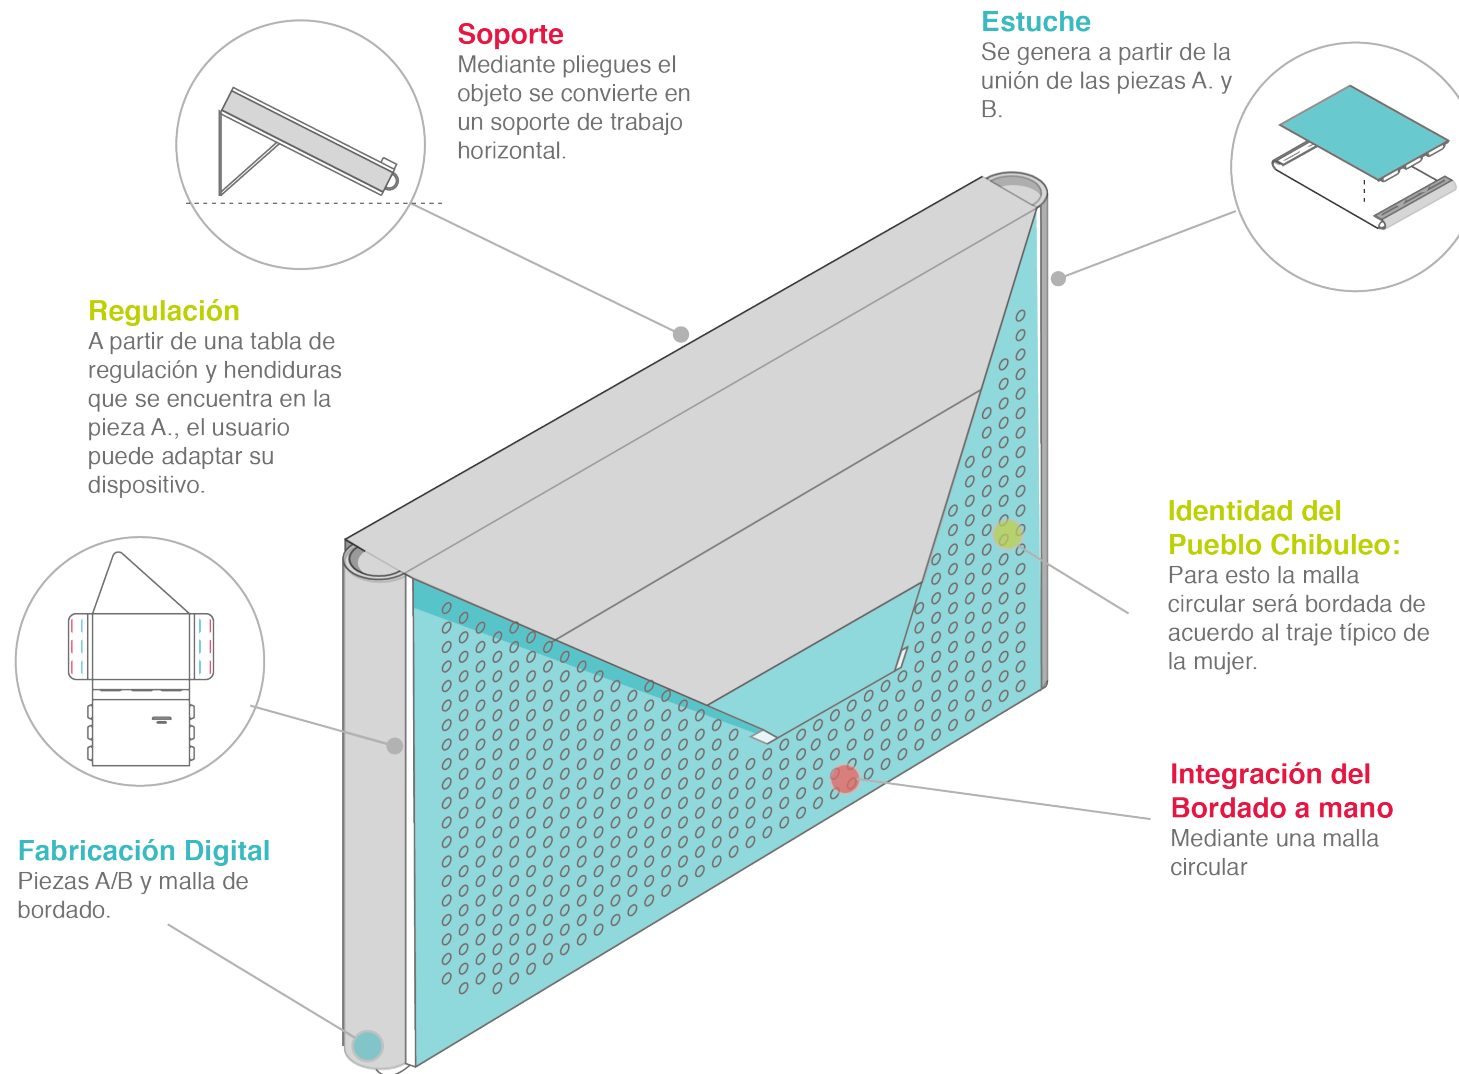 Soporte
Mediante pliegues el
objeto se convierte en
un soporte de trabajo
horizontal.
Estuche
Se genera a partir de la
unión de las piezas A. y
B.
Regulación
A partir de una tabla de
regulación y hendiduras
que se encuentra en la
pieza A., el usuario
puede adaptar su
dispositivo.
Identidad del
Pueblo Chibuleo:
Para esto la malla
circular será bordada de
acuerdo al traje típico de
la mujer.
Integración del
Bordado a mano
Mediante una malla
circular
Fabricación Digital
Piezas A/B y malla de
bordado.